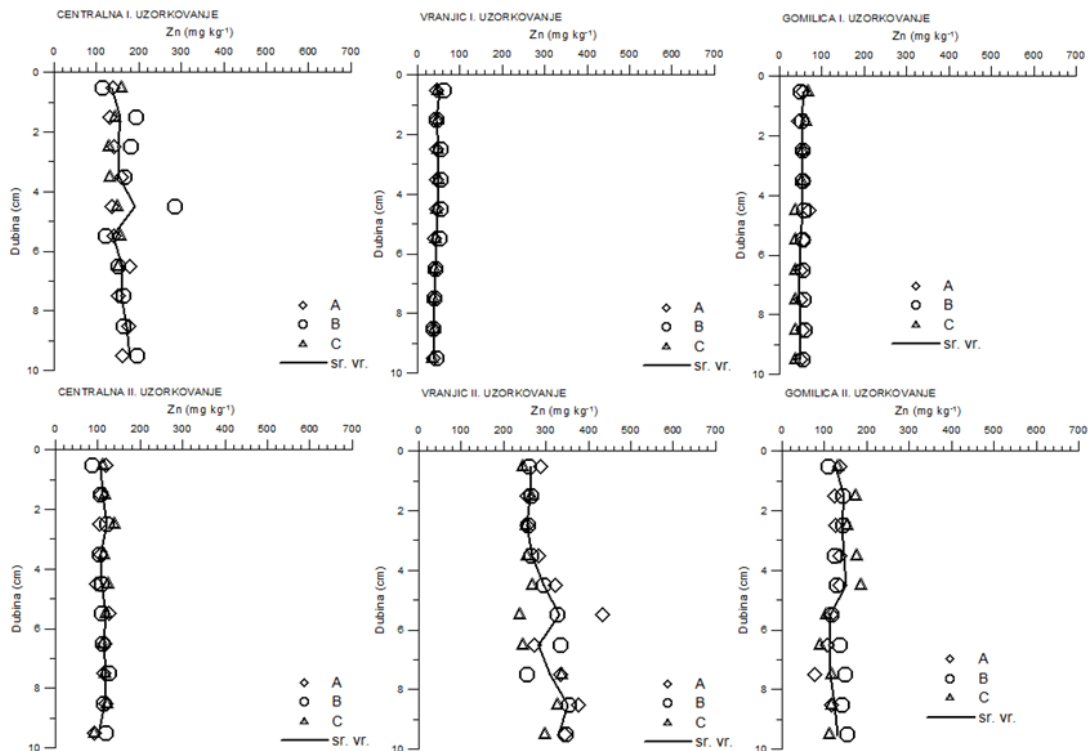 CENTRALNA I. UZORKOVANJE
Zn (mg kg⁻¹)
0 100 200 300 400 500 600 700
0
2
4
6
8
10
Dubina (cm)
A
B
C
sr. vr.
VRANJIC I. UZORKOVANJE
Zn (mg kg⁻¹)
0 100 200 300 400 500 600 700
0
2
4
6
8
10
Dubina (cm)
A
B
C
sr. vr.
GOMILICA I. UZORKOVANJE
Zn (mg kg⁻¹)
0 100 200 300 400 500 600 700
0
2
4
6
8
10
Dubina (cm)
A
B
C
sr. vr.
CENTRALNA II. UZORKOVANJE
Zn (mg kg⁻¹)
0 100 200 300 400 500 600 700
0
2
4
6
8
10
Dubina (cm)
A
B
C
sr. vr.
VRANJIC II. UZORKOVANJE
Zn (mg kg⁻¹)
0 100 200 300 400 500 600 700
0
2
4
6
8
10
Dubina (cm)
A
B
C
sr. vr.
GOMILICA II. UZORKOVANJE
Zn (mg kg⁻¹)
0 100 200 300 400 500 600 700
0
2
4
6
8
10
Dubina (cm)
A
B
C
sr. vr.